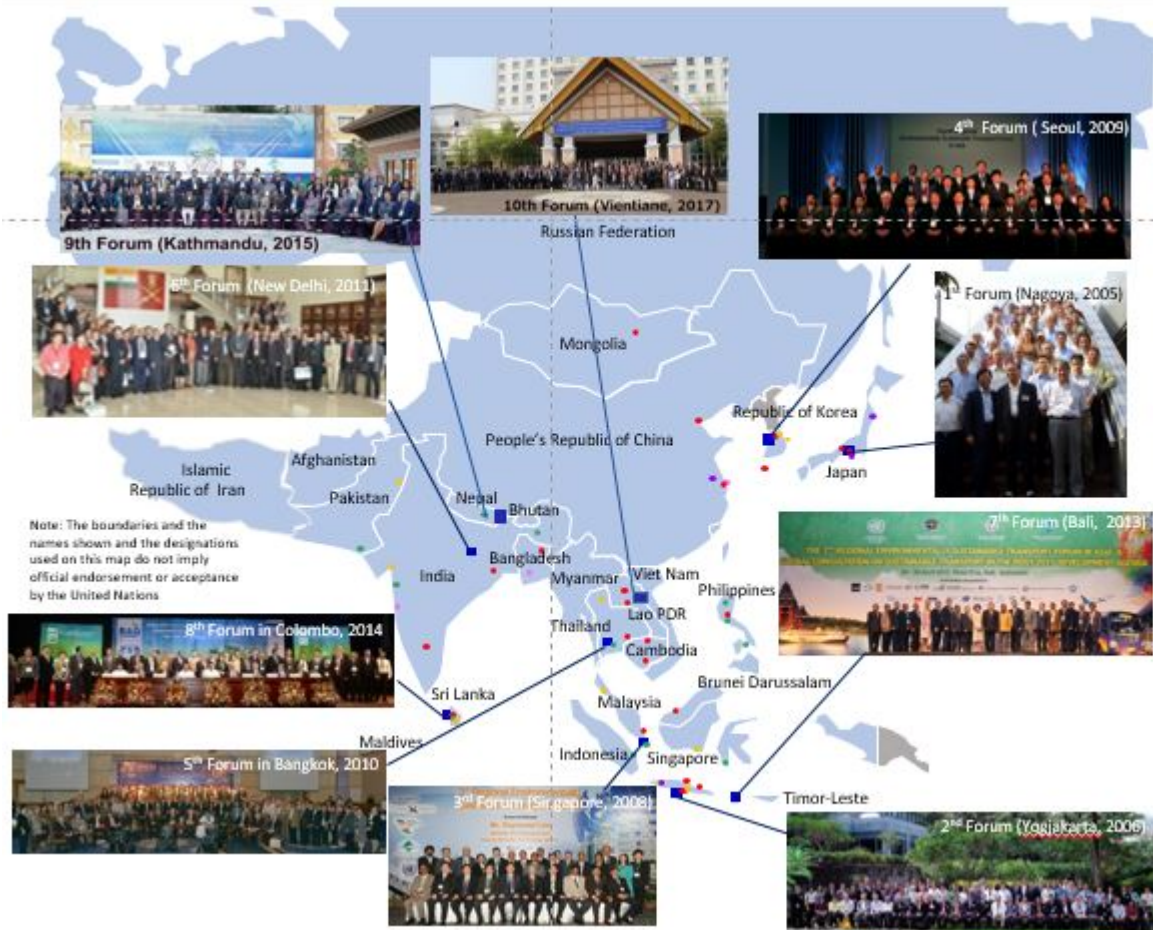 4th Forum ( Seoul, 2009)
10th Forum (Vientiane, 2017)
Russian Federation
9th Forum (Kathmandu, 2015)
6th Forum (New Delhi, 2011)
1st Forum (Nagoya, 2005)
Mongolia
Republic of Korea
People's Republic of China
Japan
Afghanistan
Islamic
Republic of Iran
Pakistan
Nepal
Bhutan
Note: The boundaries and the
names shown and the designations
used on this map do not imply
official endorsement or acceptance
by the United Nations
7th Forum (Bali, 2013)
Bangladesh
India
Myanmar
Viet Nam
Philippines
Lao PDR
Thailand
8th Forum in Colombo, 2014
Cambodia
Brunei Darussalam
Sri Lanka
Malaysia
Maldives
Indonesia
Singapore
5th Forum in Bangkok, 2010
3rd Forum (Singapore, 2008)
Timor-Leste
2nd Forum (Yogjakarta, 2006)